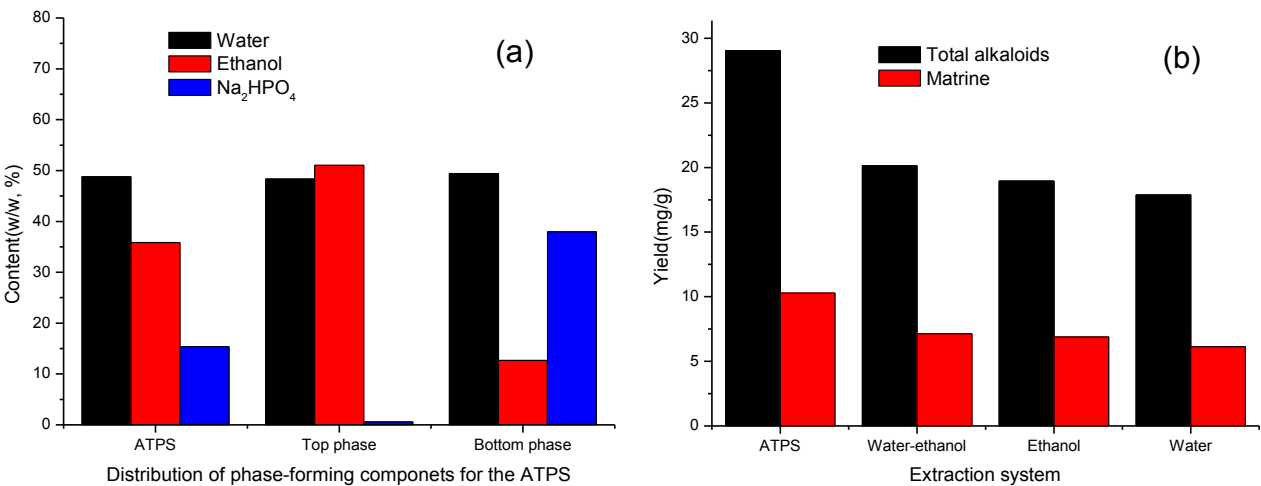 (a)
Water
Ethanol
Na2HPO4
Content(w/w, %)
80
70
60
50
40
30
20
10
0
ATPS Top phase Bottom phase
Distribution of phase-forming componets for the ATPS
(b)
Total alkaloids
Matrine
Yield(mg/g)
30
25
20
15
10
5
0
ATPS Water-ethanol Ethanol Water
Extraction system